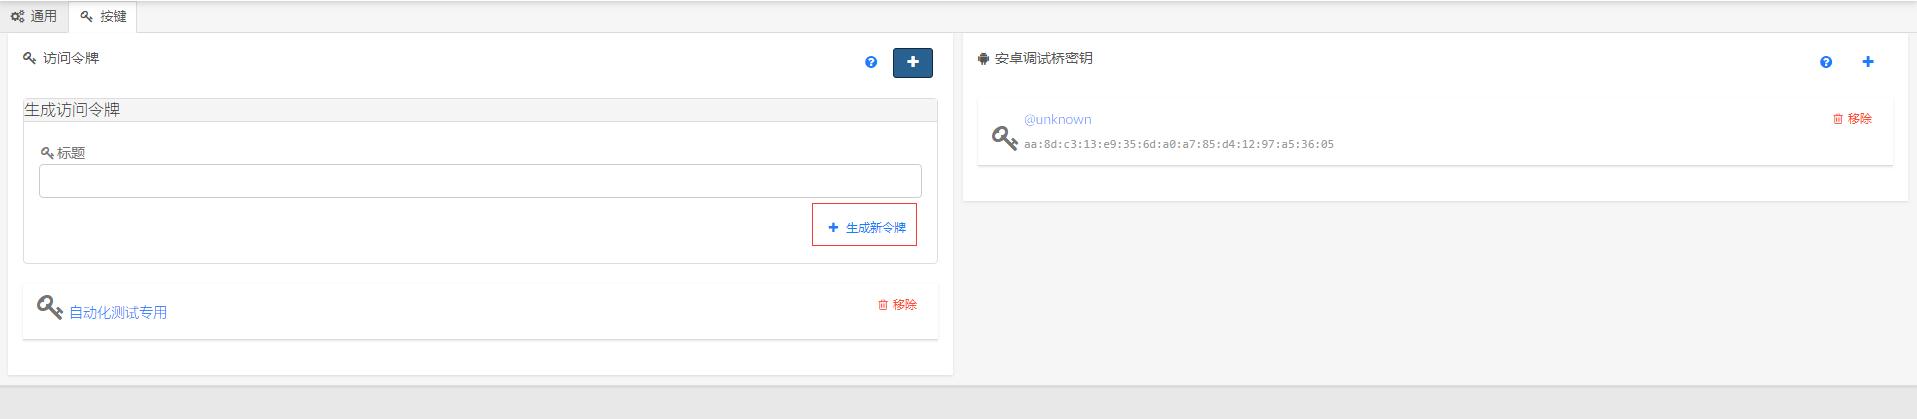 通用 按键
访问令牌
生成访问令牌
标题
生成新令牌
自动化测试专用
移除
安卓调试桥密钥
@unknown
移除
aa:8d:c3:13:e9:35:6d:a0:a7:85:d4:12:97:a5:36:05